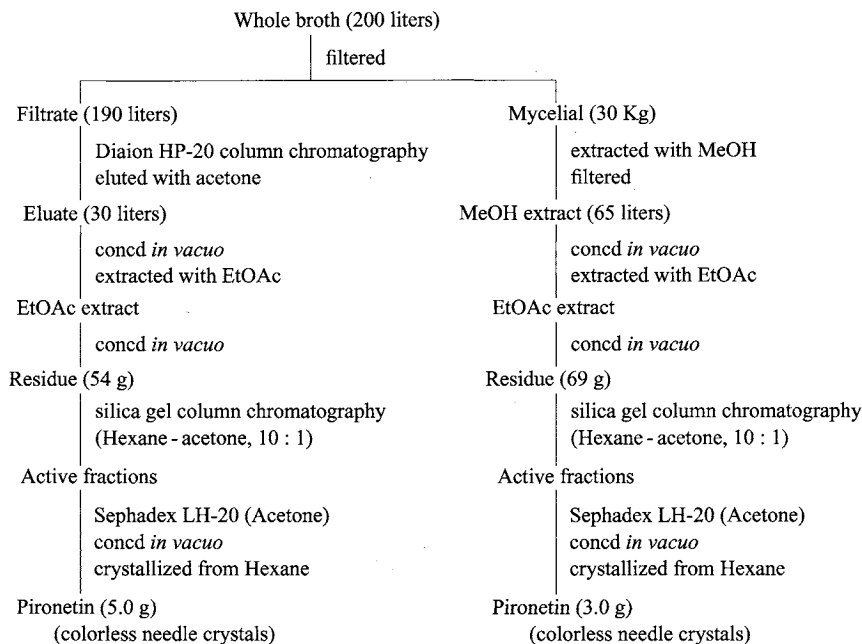 Whole broth (200 liters)
filtered
Filtrate (190 liters)
Diaion HP-20 column chromatography
eluted with acetone
Eluate (30 liters)
concd in vacuo
extracted with EtOAc
EtOAc extract
concd in vacuo
Residue (54 g)
silica gel column chromatography
(Hexane - acetone, 10 : 1)
Active fractions
Sephadex LH-20 (Acetone)
concd in vacuo
crystallized from Hexane
Pironetin (5.0 g)
(colorless needle crystals)
Mycelial (30 Kg)
extracted with MeOH
filtered
MeOH extract (65 liters)
concd in vacuo
extracted with EtOAc
EtOAc extract
concd in vacuo
Residue (69 g)
silica gel column chromatography
(Hexane - acetone, 10 : 1)
Active fractions
Sephadex LH-20 (Acetone)
concd in vacuo
crystallized from Hexane
Pironetin (3.0 g)
(colorless needle crystals)